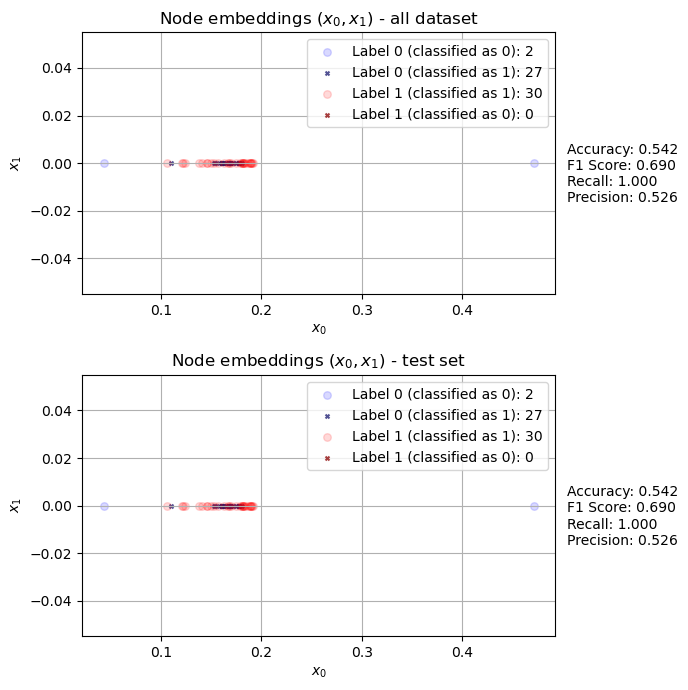 Node embeddings (x₀, x₁) - all dataset
Label 0 (classified as 0): 2
Label 0 (classified as 1): 27
Label 1 (classified as 1): 30
Label 1 (classified as 0): 0
0.04
0.02
0.00
−0.02
−0.04
x₁
0.1 0.2 0.3 0.4
x₀
Accuracy: 0.542
F1 Score: 0.690
Recall: 1.000
Precision: 0.526
Node embeddings (x₀, x₁) - test set
Label 0 (classified as 0): 2
Label 0 (classified as 1): 27
Label 1 (classified as 1): 30
Label 1 (classified as 0): 0
0.04
0.02
0.00
−0.02
−0.04
x₁
0.1 0.2 0.3 0.4
x₀
Accuracy: 0.542
F1 Score: 0.690
Recall: 1.000
Precision: 0.526